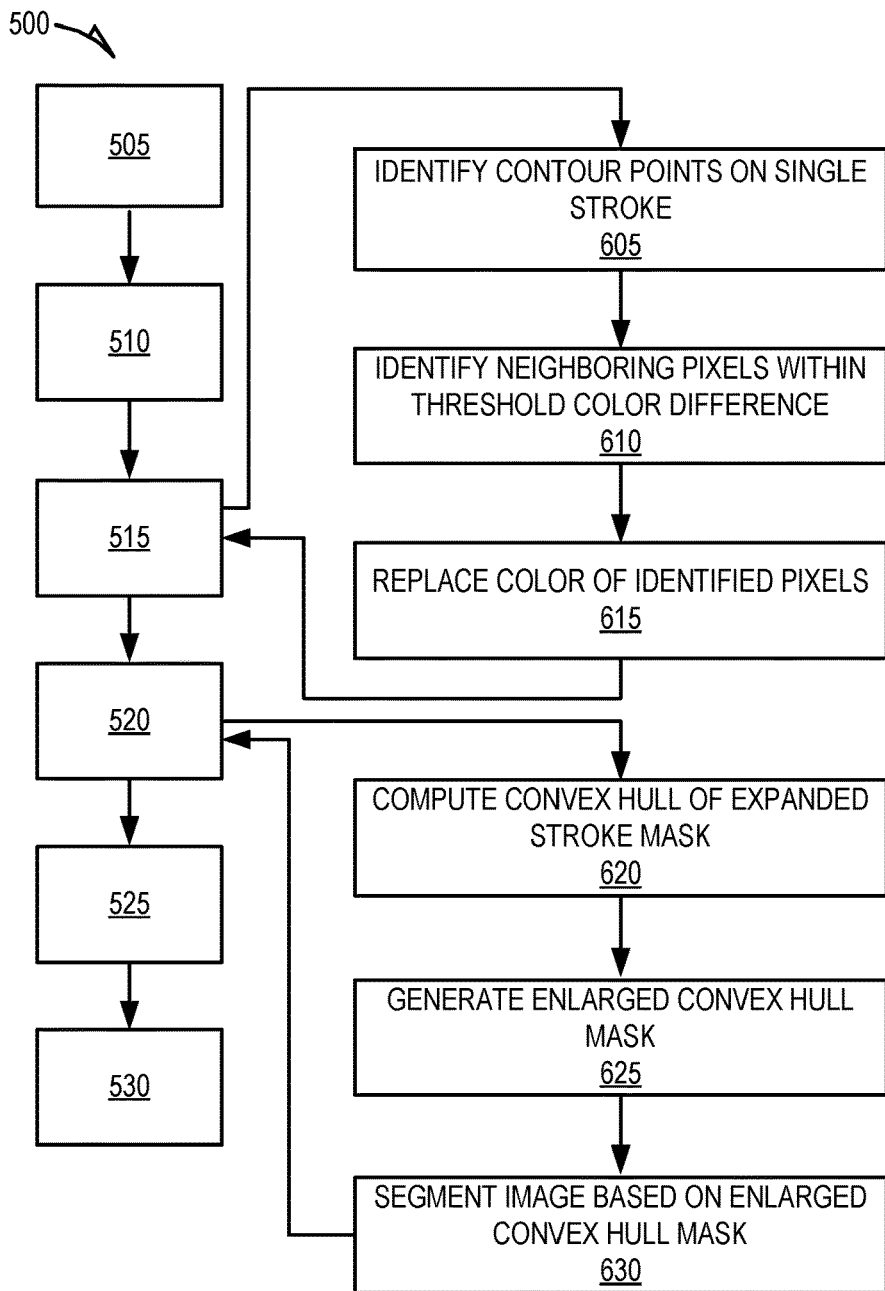 500
505
510
515
520
525
530
IDENTIFY CONTOUR POINTS ON SINGLE
STROKE
605
IDENTIFY NEIGHBORING PIXELS WITHIN
THRESHOLD COLOR DIFFERENCE
610
REPLACE COLOR OF IDENTIFIED PIXELS
615
COMPUTE CONVEX HULL OF EXPANDED
STROKE MASK
620
GENERATE ENLARGED CONVEX HULL
MASK
625
SEGMENT IMAGE BASED ON ENLARGED
CONVEX HULL MASK
630